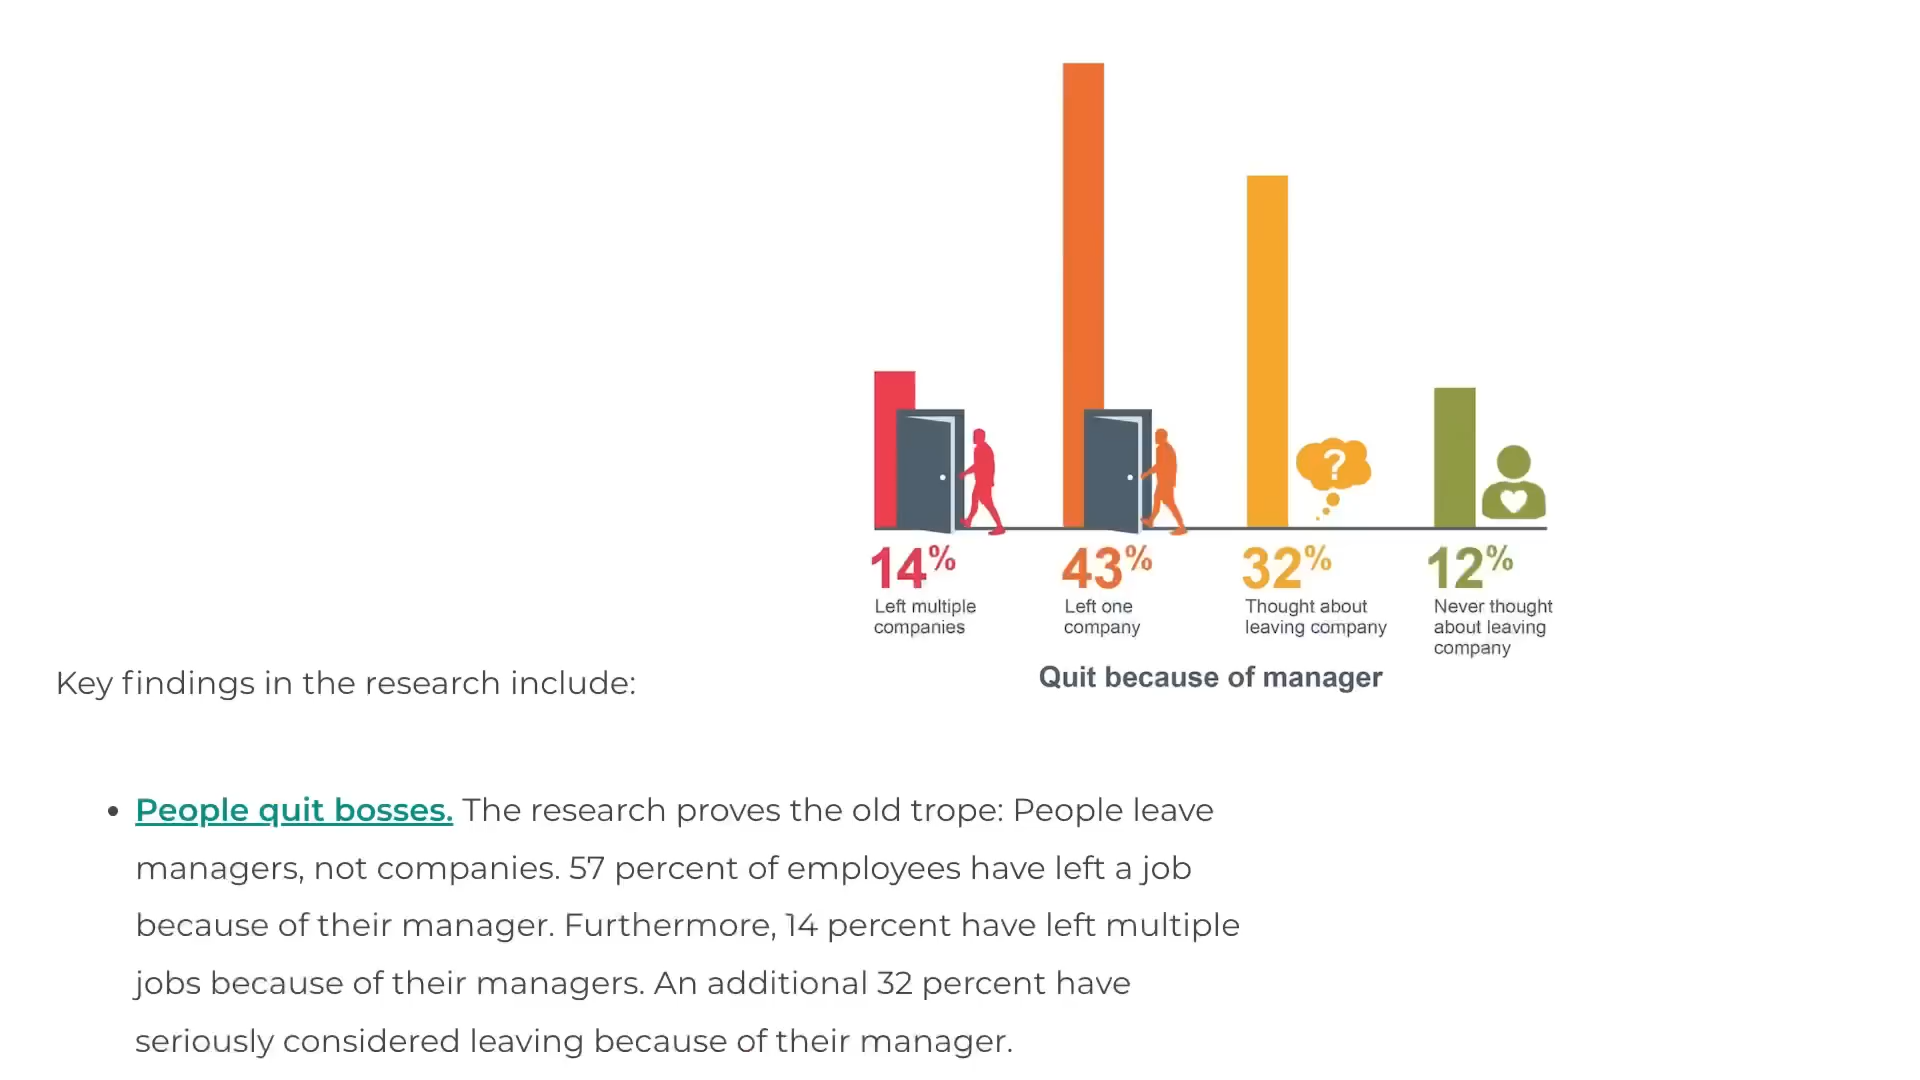 ?
14% 43% 32% 12%
Left multiple companies
Left one company
Thought about leaving company
Never thought about leaving company
Quit because of manager
Key findings in the research include:
• People quit bosses. The research proves the old trope: People leave
managers, not companies. 57 percent of employees have left a job
because of their manager. Furthermore, 14 percent have left multiple
jobs because of their managers. An additional 32 percent have
seriously considered leaving because of their manager.